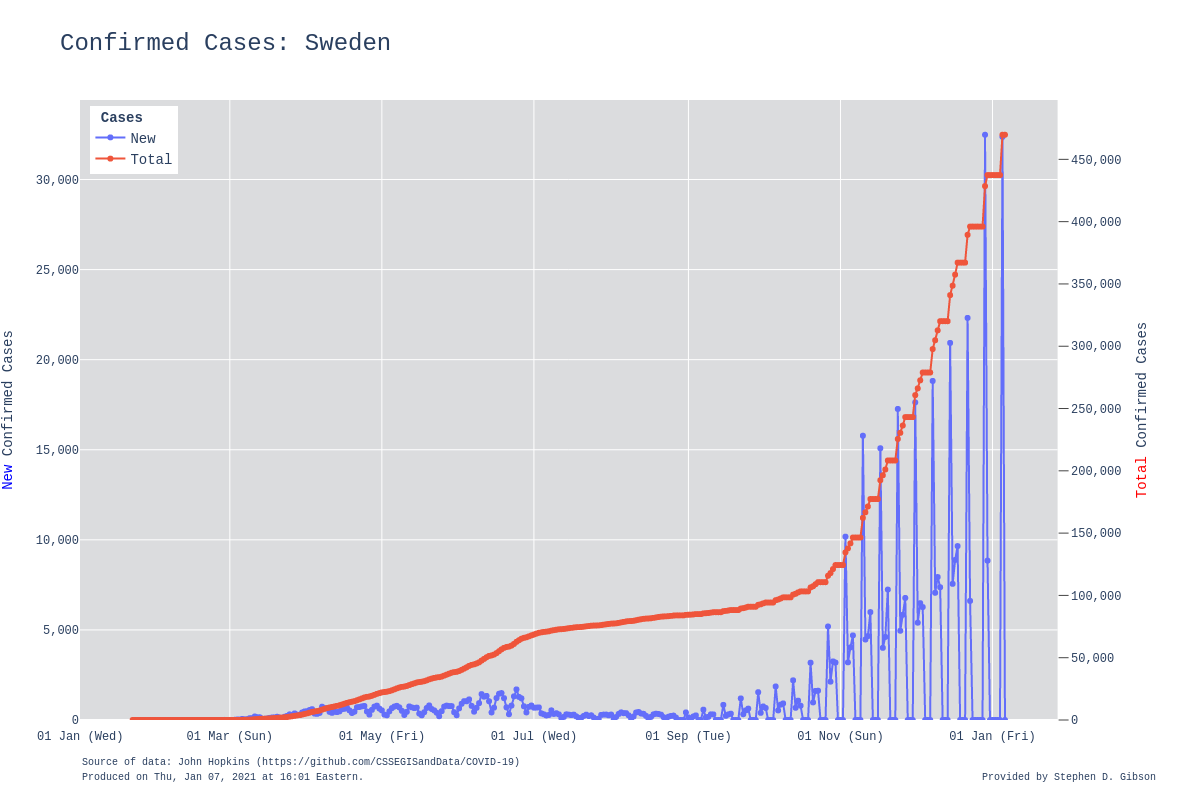 Confirmed Cases: Sweden
Cases
New
Total
30,000
25,000
20,000
15,000
10,000
5,000
0
New Confirmed Cases
450,000
400,000
350,000
300,000
250,000
200,000
150,000
100,000
50,000
0
Total Confirmed Cases
01 Jan (Wed) 01 Mar (Sun) 01 May (Fri) 01 Jul (Wed) 01 Sep (Tue) 01 Nov (Sun) 01 Jan (Fri)
Source of data: John Hopkins (https://github.com/CSSEGISandData/COVID-19)
Produced on Thu, Jan 07, 2021 at 16:01 Eastern.
Provided by Stephen D. Gibson